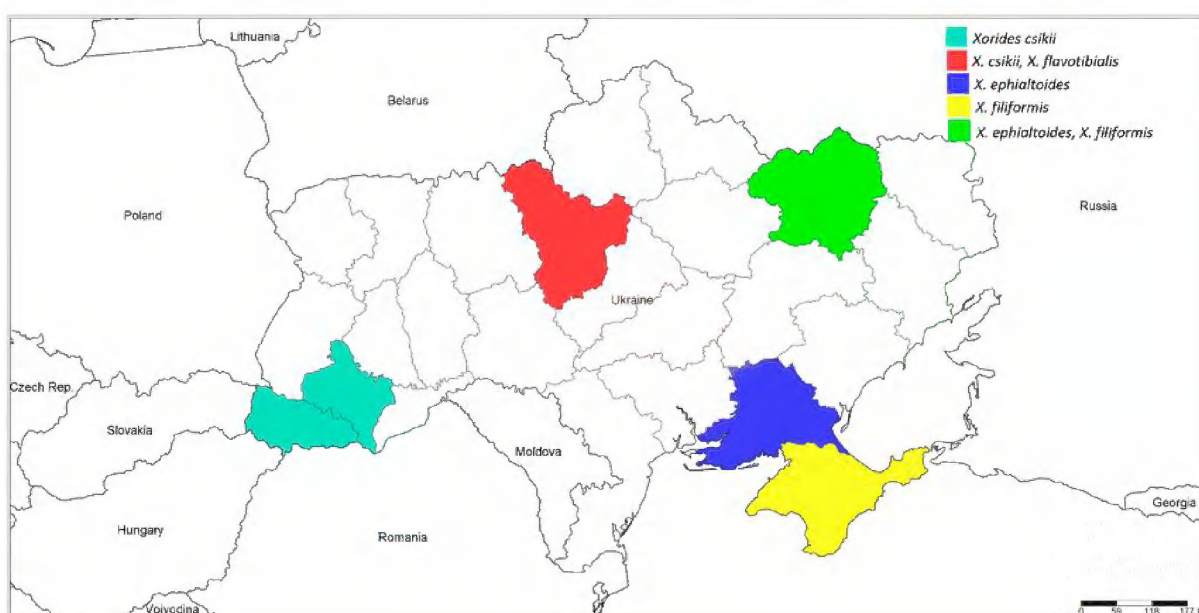 Lithuania
Xorides csikii
X. csikii, X. flavotibialis
Belarus
X. ephialtoides
X. filiformis
X. ephialtoides, X. filiformis
Poland
Russia
Ukraine
Czech Rep.
Slovakia
Moldova
Georgia
Hungary
Romania
Vojvodina
0 59 118